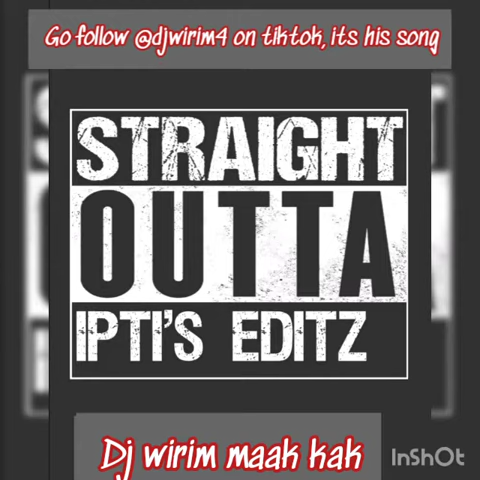 Go follow @djwirim4 on tiktok, its his song
STRAIGHT
OUTTA
IPTI'S EDITZ
Dj wirim maak kak
InShOt